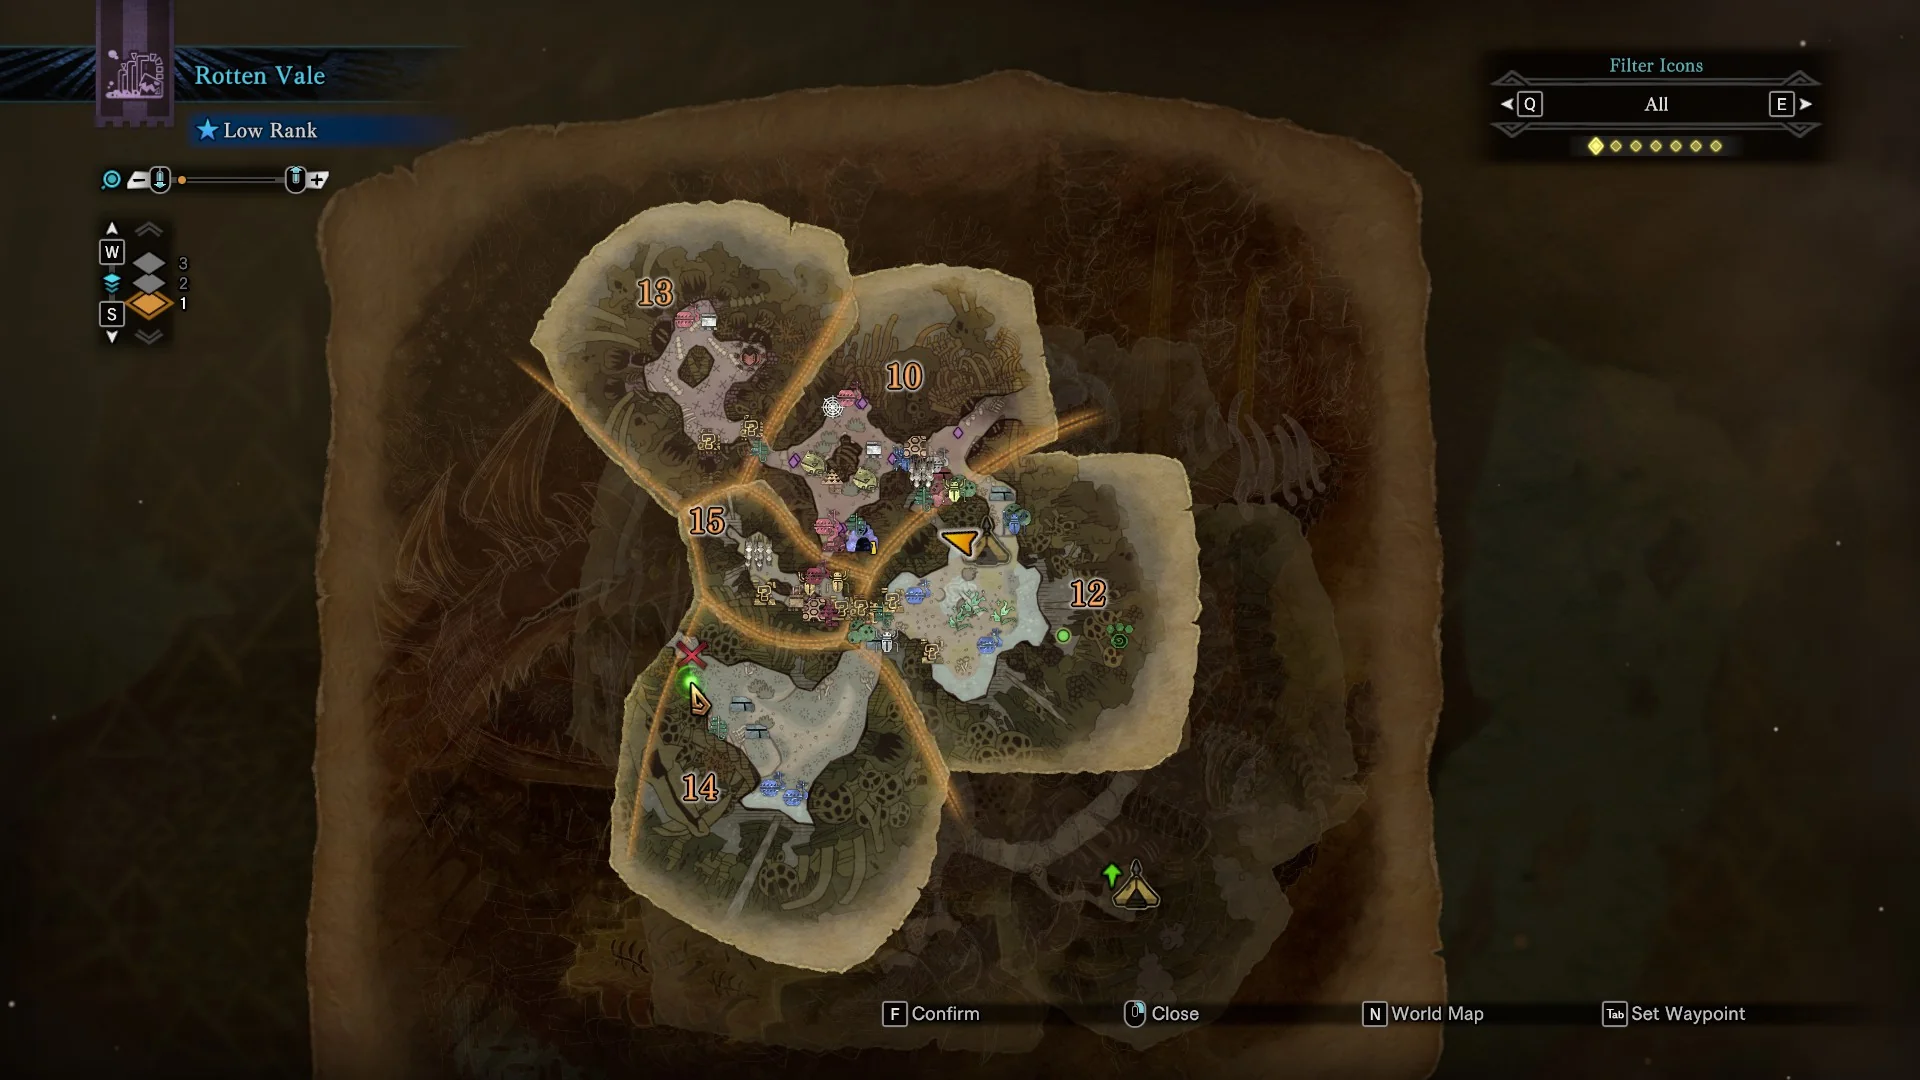 Rotten Vale
Low Rank
Filter Icons
Q All E
W
3
2
1
S
13
10
15
12
14
F Confirm
Close
N World Map
Tab Set Waypoint